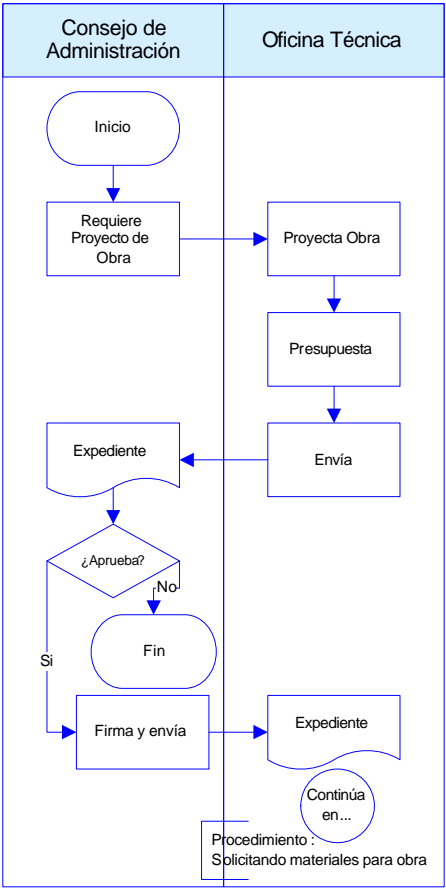 Consejo de
Administración
Oficina Técnica
Inicio
Requiere
Proyecto de
Obra
Proyecta Obra
Presupuesta
Envía
Expediente
¿Aprueba?
No
Fin
Si
Firma y envía
Expediente
Continúa
en...
Procedimiento :
Solicitando materiales para obra